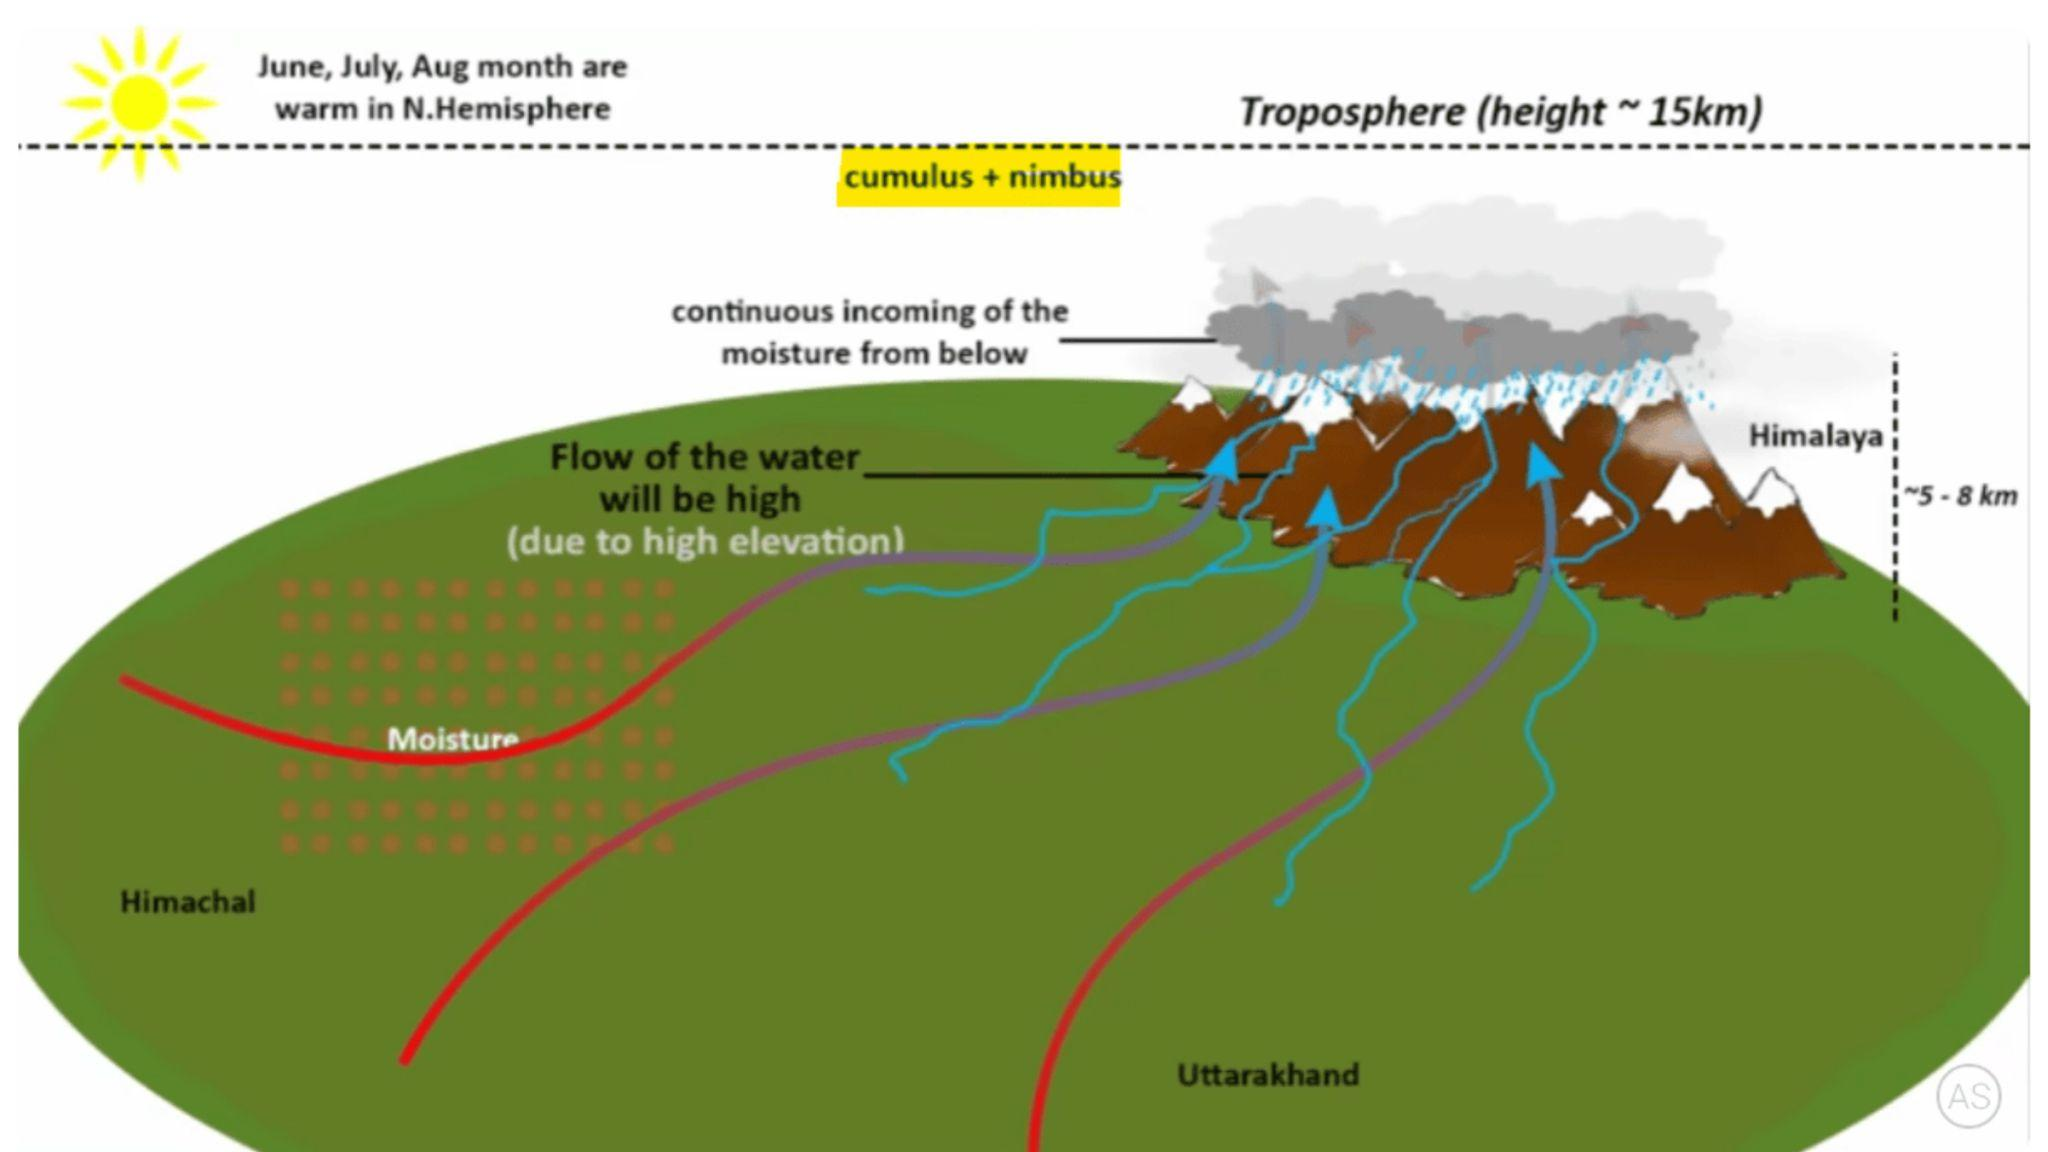 June, July, Aug month are
warm in N.Hemisphere
Troposphere (height ~ 15km)
cumulus + nimbus
continuous incoming of the
moisture from below
Himalaya
Flow of the water
will be high
(due to high elevation)
~5 - 8 km
Moisture
Himachal
Uttarakhand
AS